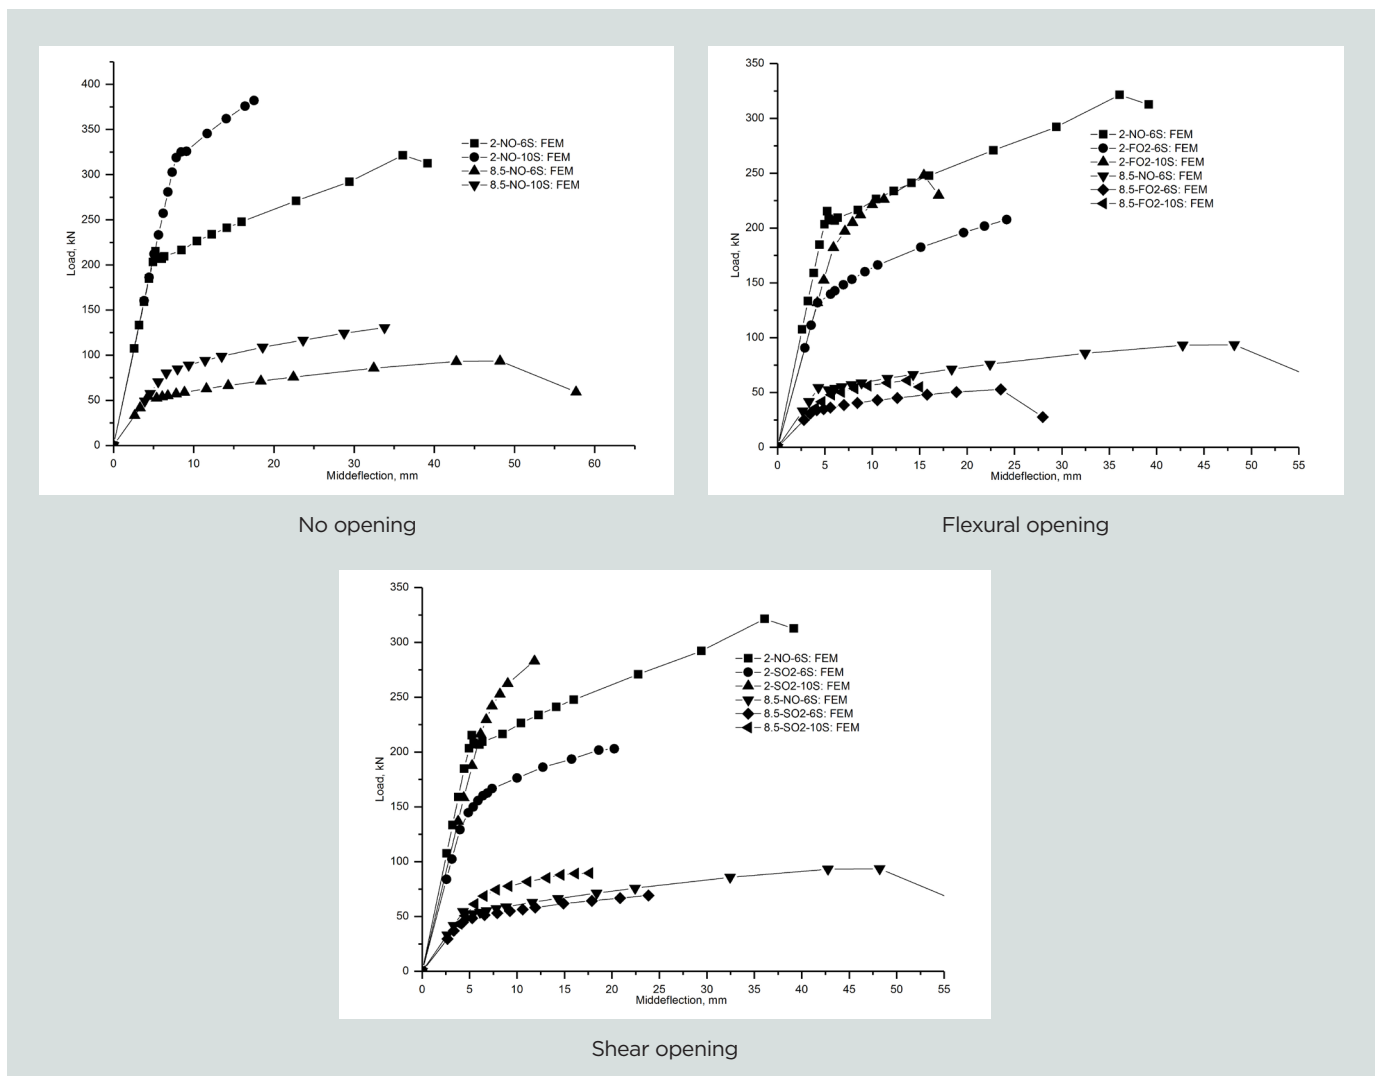 400
350
300
250
200
150
100
50
0
Load, kN
2-NO-6S: FEM
2-NO-10S: FEM
8.5-NO-6S: FEM
8.5-NO-10S: FEM
0 10 20 30 40 50 60
Middeflection, mm
No opening
350
300
250
200
150
100
50
0
Load, kN
2-NO-6S: FEM
2-FO2-6S: FEM
2-FO2-10S: FEM
8.5-NO-6S: FEM
8.5-FO2-6S: FEM
8.5-FO2-10S: FEM
0 5 10 15 20 25 30 35 40 45 50 55
Middeflection, mm
Flexural opening
350
300
250
200
150
100
50
0
Load, kN
2-NO-6S: FEM
2-SO2-6S: FEM
2-SO2-10S: FEM
8.5-NO-6S: FEM
8.5-SO2-6S: FEM
8.5-SO2-10S: FEM
0 5 10 15 20 25 30 35 40 45 50 55
Middeflection, mm
Shear opening